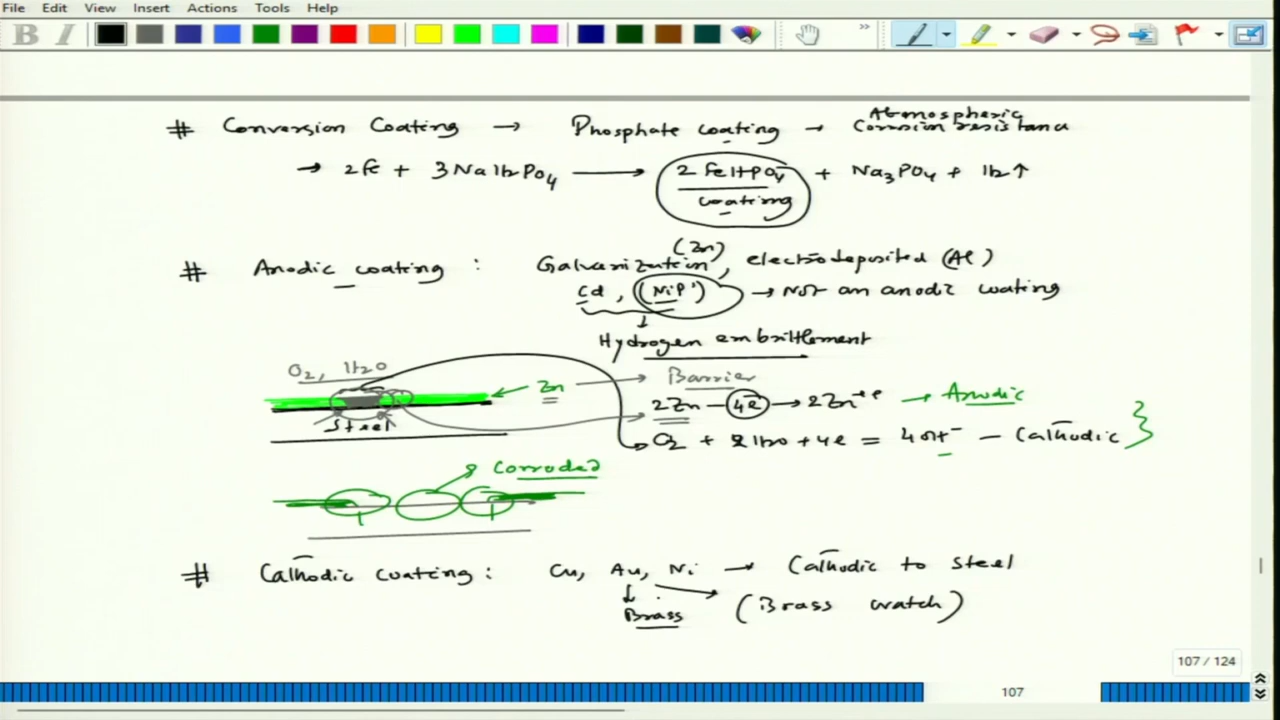 File Edit View Insert Actions Tools Help
B I
# Conversion Coating → Phosphate coating → Atmospheric Corrosion resistance
→ 2Fe + 3NaH2PO4 → 2FeHPO4 + Na3PO4 + H2↑
coating
(Zn)
# Anodic coating : Galvanization, electrodeposited (Al)
Cd, (NiP) → Not an anodic coating
Hydrogen embrittlement
O2, H2O
Zn → Barrier
2Zn - 4e → 2Zn++ → Anodic
Steel
O2 + 2H2O + 4e = 4OH- - Cathodic
Corroded
# Cathodic coating : Cu, Au, Ni → Cathodic to steel
Brass (Brass watch)
107 / 124
107